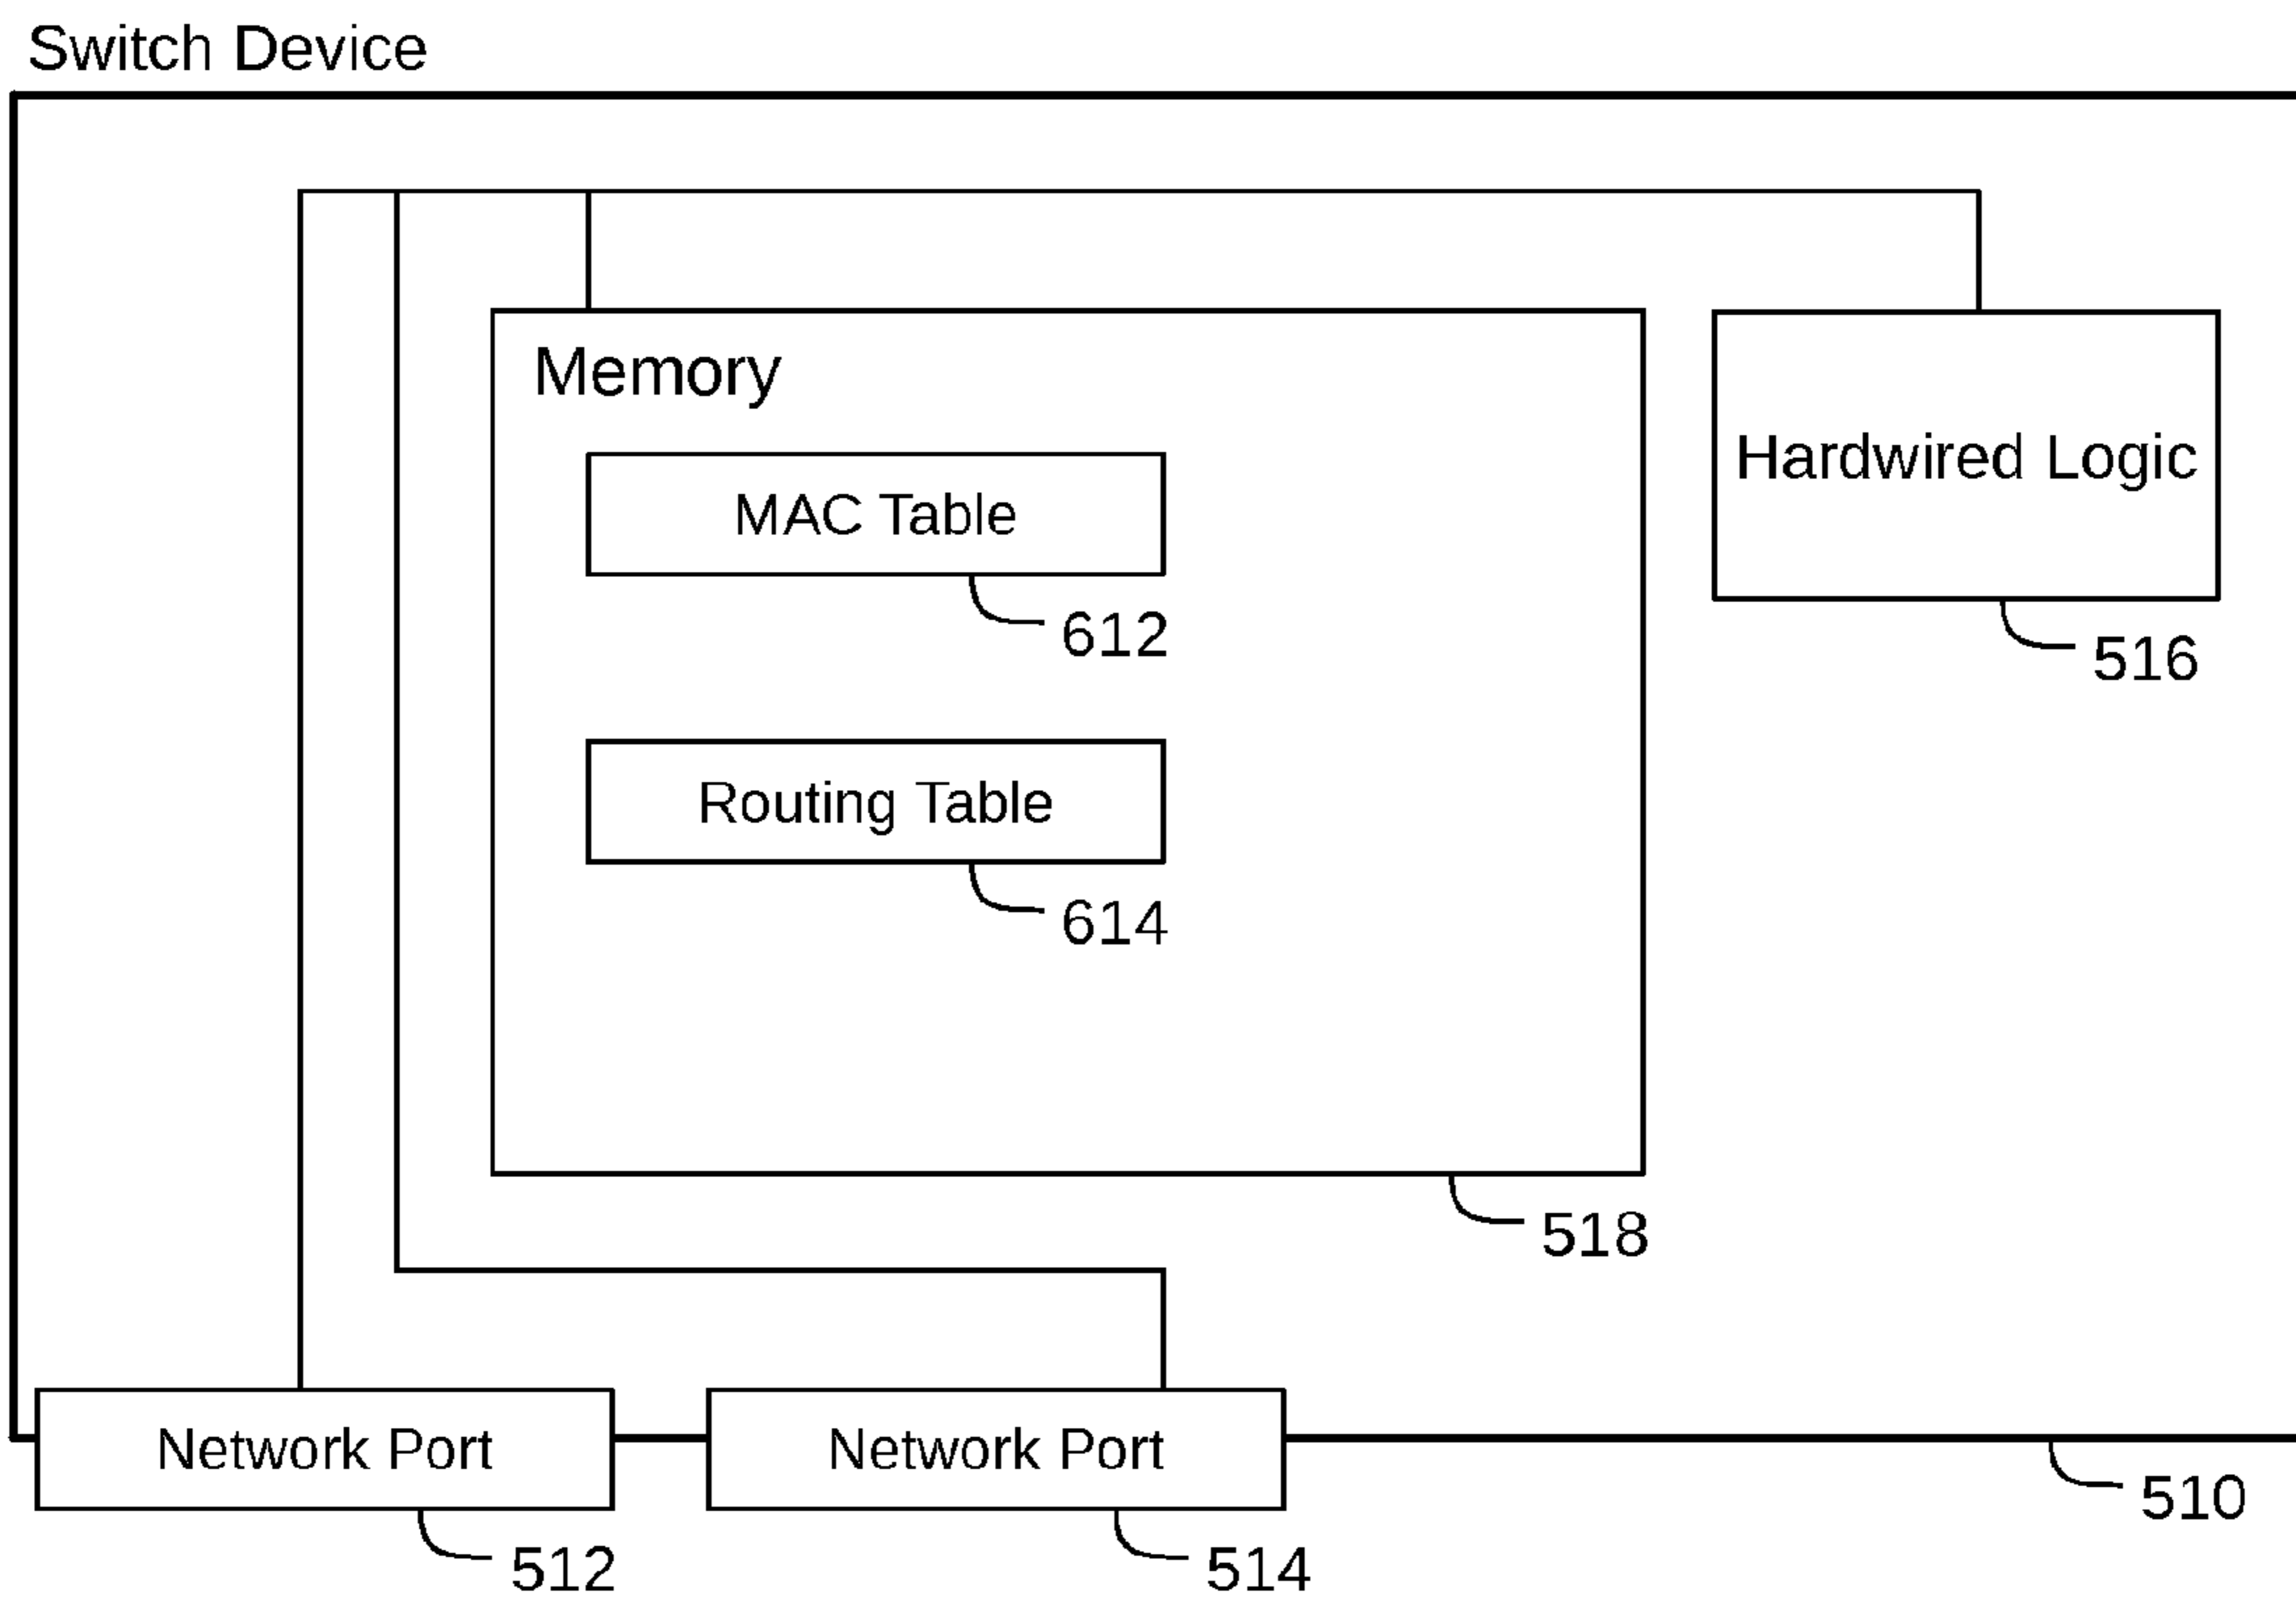 Switch Device
Memory
MAC Table
Hardwired Logic
612
516
Routing Table
614
518
Network Port
Network Port
510
512
514